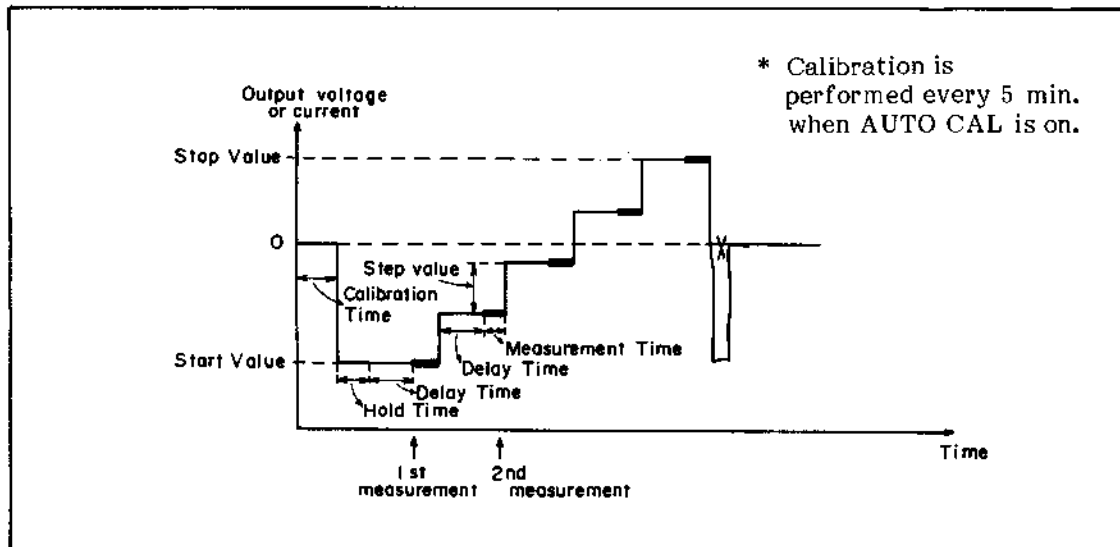 * Calibration is
performed every 5 min.
when AUTO CAL is on.
Output voltage
or current
Stop Value
0
Step value
Calibration
Time
Measurement Time
Start Value
Delay Time
Delay Time
Hold Time
Time
1st
measurement
2nd
measurement